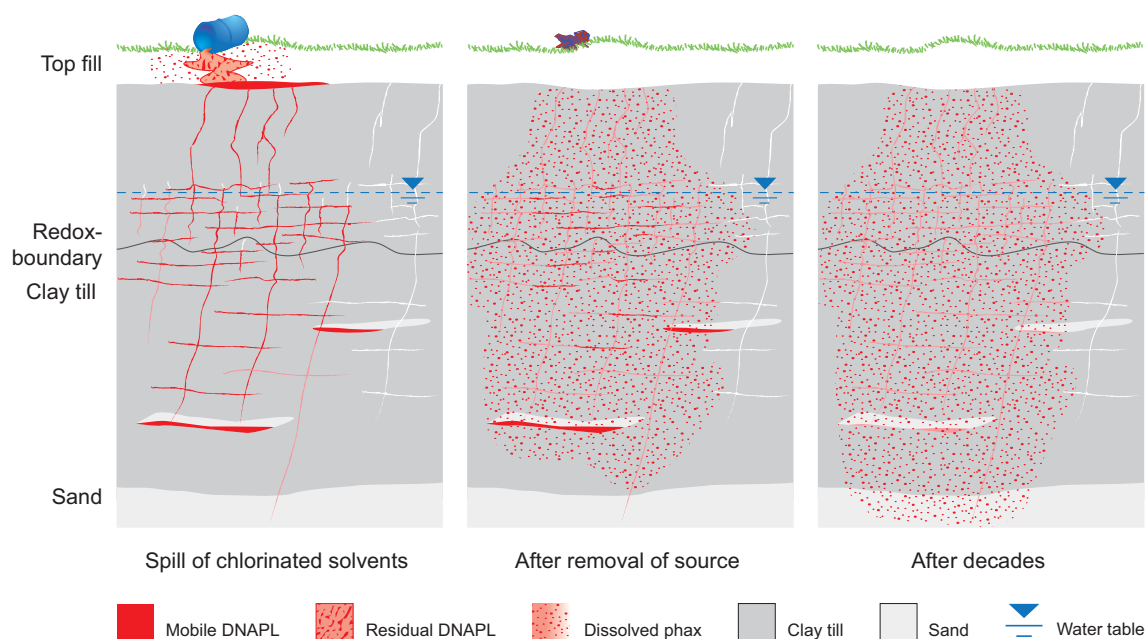 Top fill
Redox-
boundary
Clay till
Sand
Spill of chlorinated solvents
After removal of source
After decades
Mobile DNAPL
Residual DNAPL
Dissolved phax
Clay till
Sand
Water table